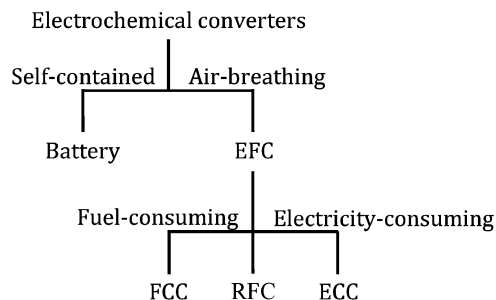 Electrochemical converters
Self-contained Air-breathing
Battery EFC
Fuel-consuming Electricity-consuming
FCC RFC ECC